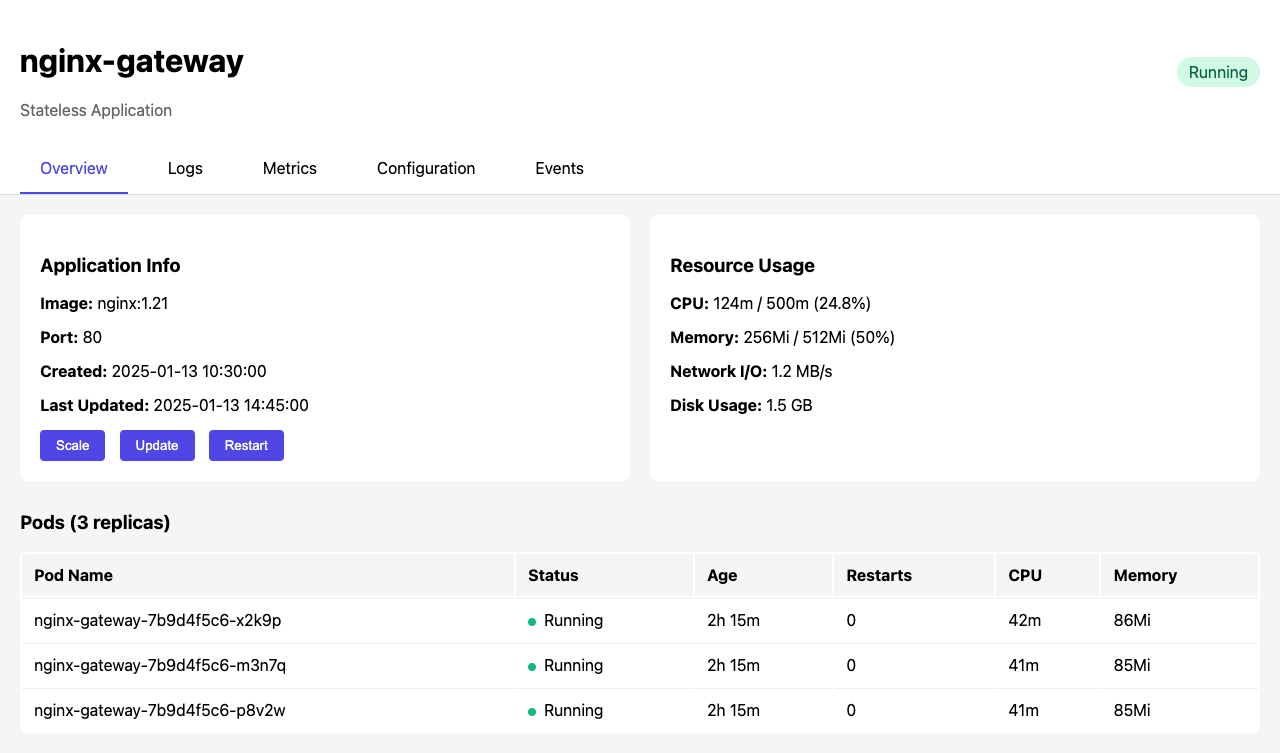 nginx-gateway
Running
Stateless Application
Overview Logs Metrics Configuration Events
Application Info
Image: nginx:1.21
Port: 80
Created: 2025-01-13 10:30:00
Last Updated: 2025-01-13 14:45:00
Scale Update Restart
Resource Usage
CPU: 124m / 500m (24.8%)
Memory: 256Mi / 512Mi (50%)
Network I/O: 1.2 MB/s
Disk Usage: 1.5 GB
Pods (3 replicas)
Pod Name Status Age Restarts CPU Memory
nginx-gateway-7b9d4f5c6-x2k9p Running 2h 15m 0 42m 86Mi
nginx-gateway-7b9d4f5c6-m3n7q Running 2h 15m 0 41m 85Mi
nginx-gateway-7b9d4f5c6-p8v2w Running 2h 15m 0 41m 85Mi